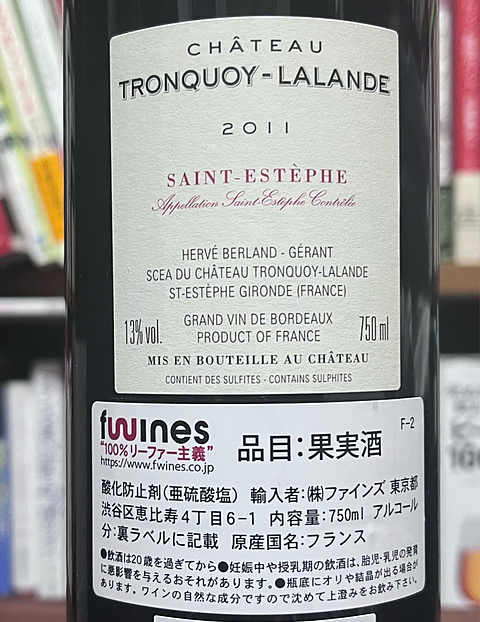 CHÂTEAU
TRONQUOY-LALANDE
2011
SAINT-ESTÈPHE
Appellation Saint-Estèphe Contrôlée
HERVÉ BERLAND - GÉRANT
SCEA DU CHÂTEAU TRONQUOY-LALANDE
ST-ESTÈPHE GIRONDE (FRANCE)
13% vol. GRAND VIN DE BORDEAUX 750 ml
PRODUCT OF FRANCE
MIS EN BOUTEILLE AU CHÂTEAU
CONTIENT DES SULFITES - CONTAINS SULPHITES
fwines F-2
"100%リーファー主義" 品目:果実酒
https://www.fwines.co.jp
酸化防止剤(亜硫酸塩) 輸入者:㈱ファインズ 東京都
渋谷区恵比寿4丁目6-1 内容量:750ml アルコール
分:裏ラベルに記載 原産国名:フランス
●飲酒は20歳を過ぎてから●妊娠中や授乳期の飲酒は、胎児・乳児の発育
に悪影響を与えるおそれがあります。●瓶底にオリや結晶が出る場合が
あります。ワインの自然な成分ですので沈めて上澄みをお飲み下さい。